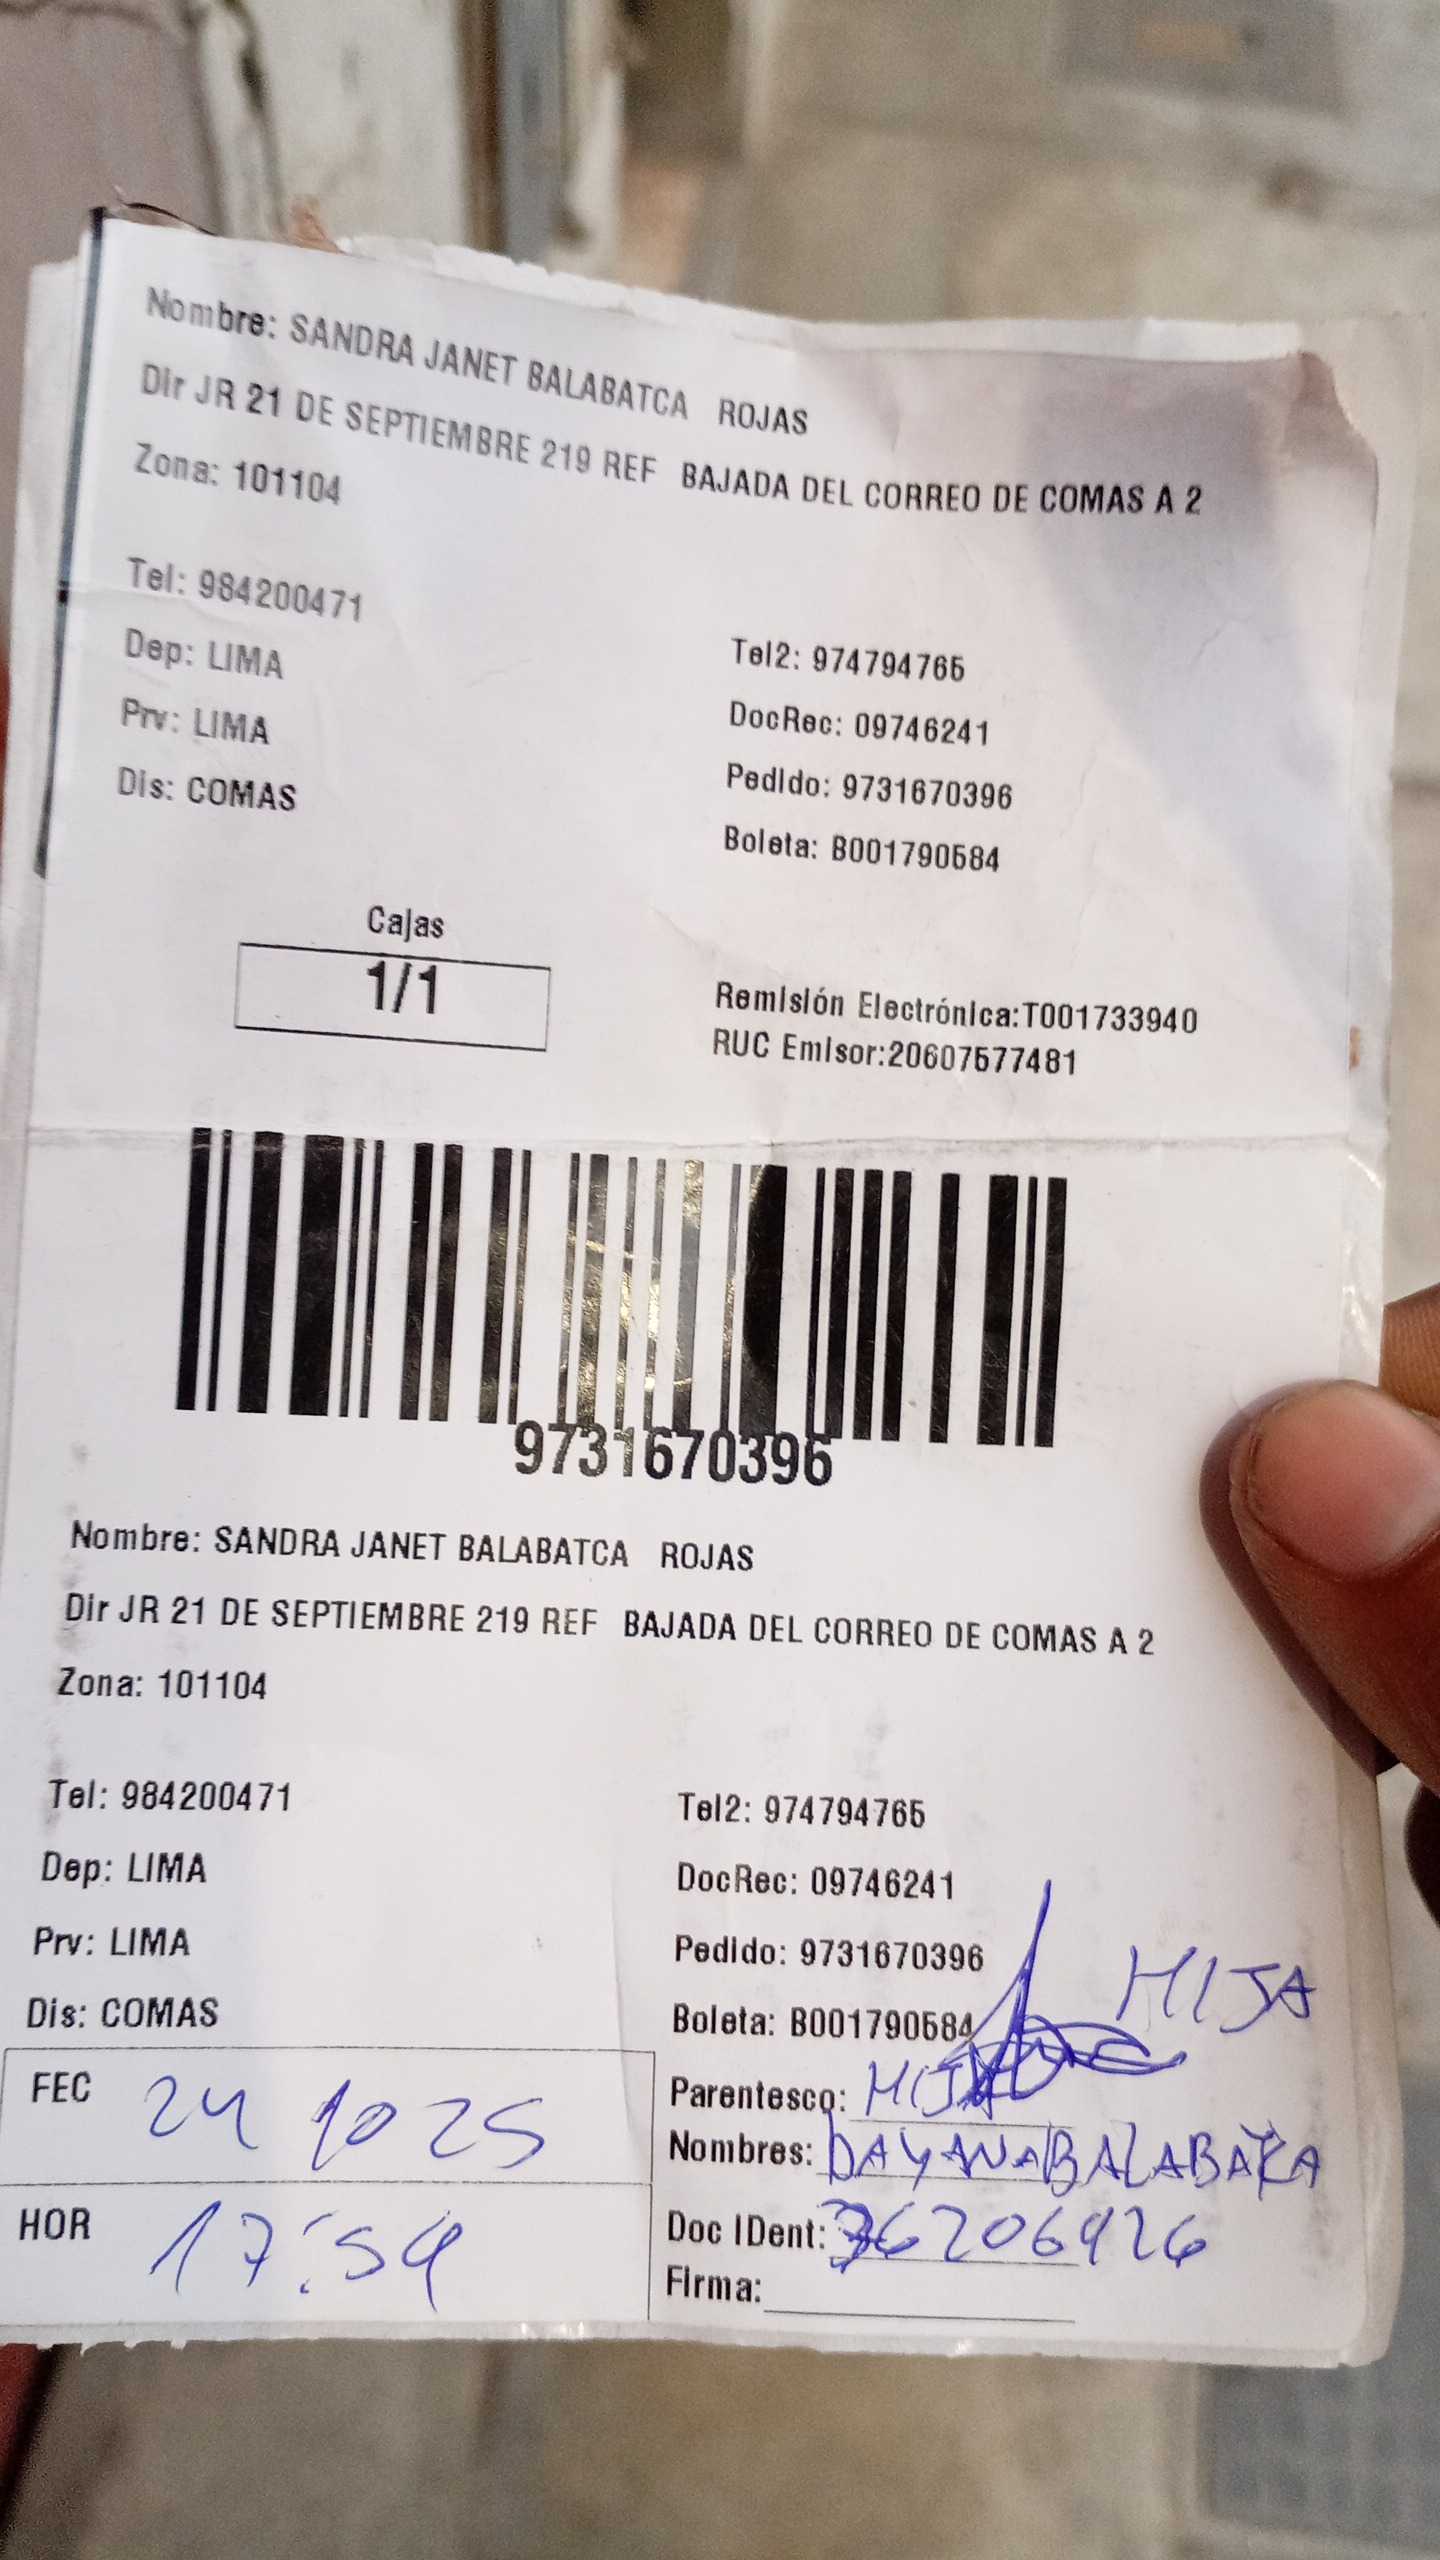 Nombre: SANDRA JANET BALABATCA ROJAS
Dir JR 21 DE SEPTIEMBRE 219 REF BAJADA DEL CORREO DE COMAS A 2
Zona: 101104
Tel: 984200471
Tel2: 974794765
Dep: LIMA
DocRec: 09746241
Prv: LIMA
Pedido: 9731670396
Dis: COMAS
Boleta: B001790584
Cajas
1/1
Remisión Electrónica:T001733940
RUC Emisor:20607577481
9731670396
Nombre: SANDRA JANET BALABATCA ROJAS
Dir JR 21 DE SEPTIEMBRE 219 REF BAJADA DEL CORREO DE COMAS A 2
Zona: 101104
Tel: 984200471
Tel2: 974794765
Dep: LIMA
DocRec: 09746241
Prv: LIMA
Pedido: 9731670396
HIJA
Dis: COMAS
Boleta: B001790584
FEC 24 10 25
Parentesco: HIJA
Nombres: DAYANA
HOR 17:59
Doc IDent:
Firma: